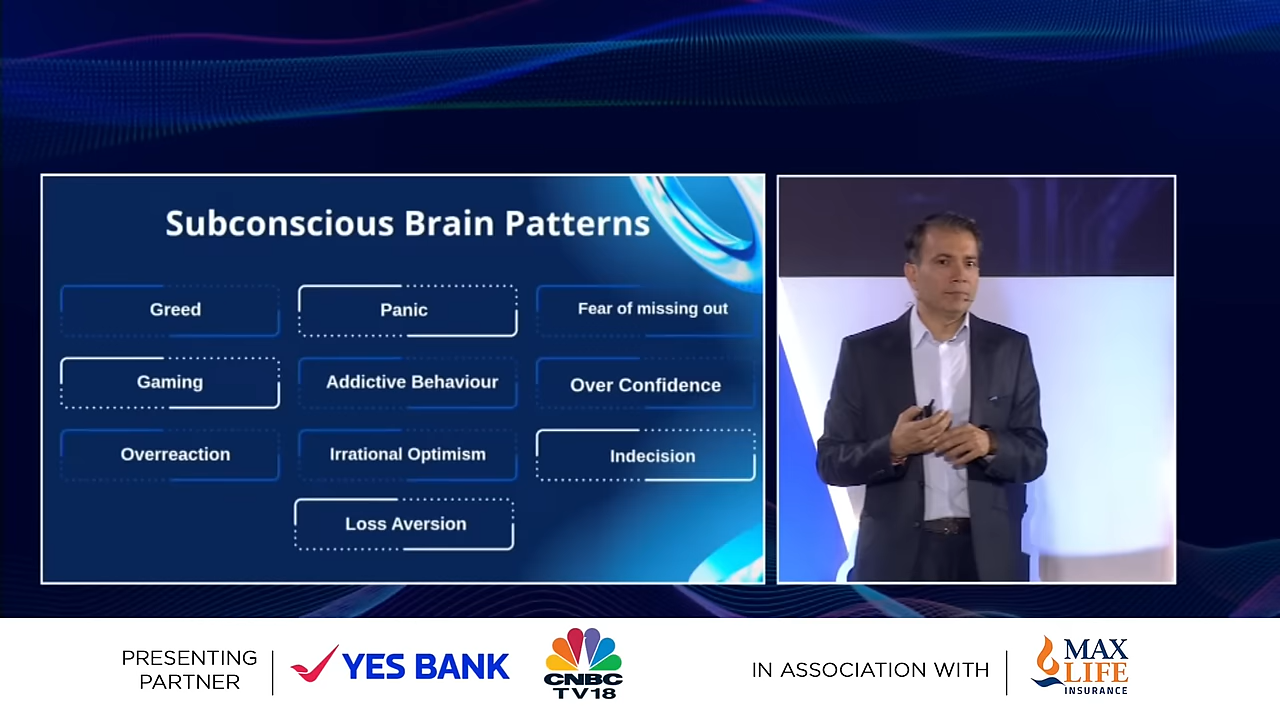 Subconscious Brain Patterns
Greed
Panic
Fear of missing out
Gaming
Addictive Behaviour
Over Confidence
Overreaction
Irrational Optimism
Indecision
Loss Aversion
PRESENTING
PARTNER
YES BANK
CNBC
TV18
IN ASSOCIATION WITH
MAX
LIFE
INSURANCE